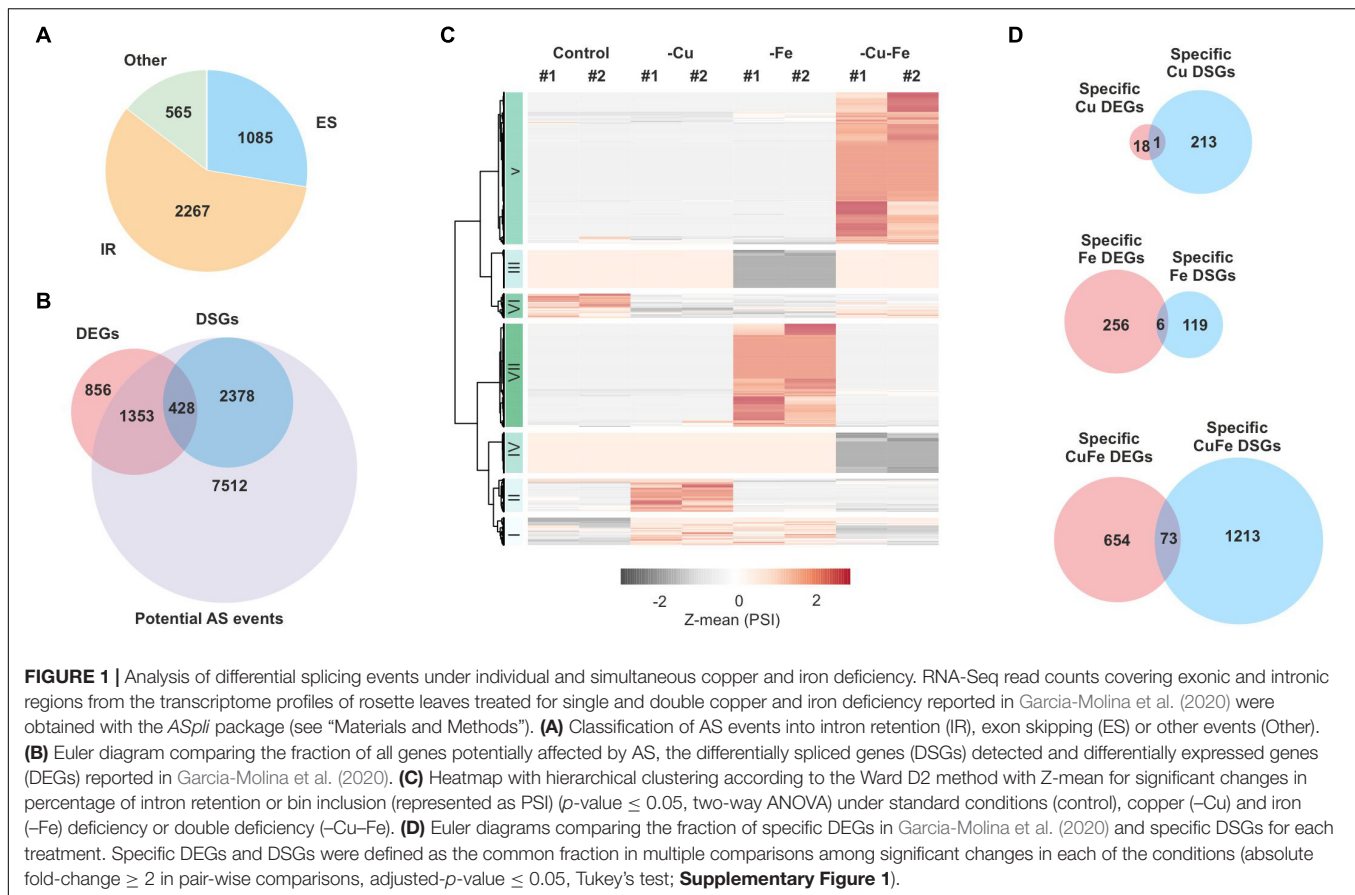 A
Other
565
1085
ES
2267
IR
B
DEGs
DSGs
856
1353
428
2378
7512
Potential AS events
C
Control
-Cu
-Fe
-Cu-Fe
#1
#2
#1
#2
#1
#2
#1
#2
V
III
VI
VII
IV
II
I
-2
0
2
Z-mean (PSI)
D
Specific
Cu DSGs
Specific
Cu DEGs
18
1
213
Specific
Fe DEGs
Specific
Fe DSGs
256
6
119
Specific
CuFe DEGs
Specific
CuFe DSGs
654
73
1213
FIGURE 1 | Analysis of differential splicing events under individual and simultaneous copper and iron deficiency. RNA-Seq read counts covering exonic and intronic
regions from the transcriptome profiles of rosette leaves treated for single and double copper and iron deficiency reported in Garcia-Molina et al. (2020) were
obtained with the ASpli package (see “Materials and Methods”). (A) Classification of AS events into intron retention (IR), exon skipping (ES) or other events (Other).
(B) Euler diagram comparing the fraction of all genes potentially affected by AS, the differentially spliced genes (DSGs) detected and differentially expressed genes
(DEGs) reported in Garcia-Molina et al. (2020). (C) Heatmap with hierarchical clustering according to the Ward D2 method with Z-mean for significant changes in
percentage of intron retention or bin inclusion (represented as PSI) (p-value ≤ 0.05, two-way ANOVA) under standard conditions (control), copper (–Cu) and iron
(–Fe) deficiency or double deficiency (–Cu–Fe). (D) Euler diagrams comparing the fraction of specific DEGs in Garcia-Molina et al. (2020) and specific DSGs for each
treatment. Specific DEGs and DSGs were defined as the common fraction in multiple comparisons among significant changes in each of the conditions (absolute
fold-change ≥ 2 in pair-wise comparisons, adjusted-p-value ≤ 0.05, Tukey’s test; Supplementary Figure 1).